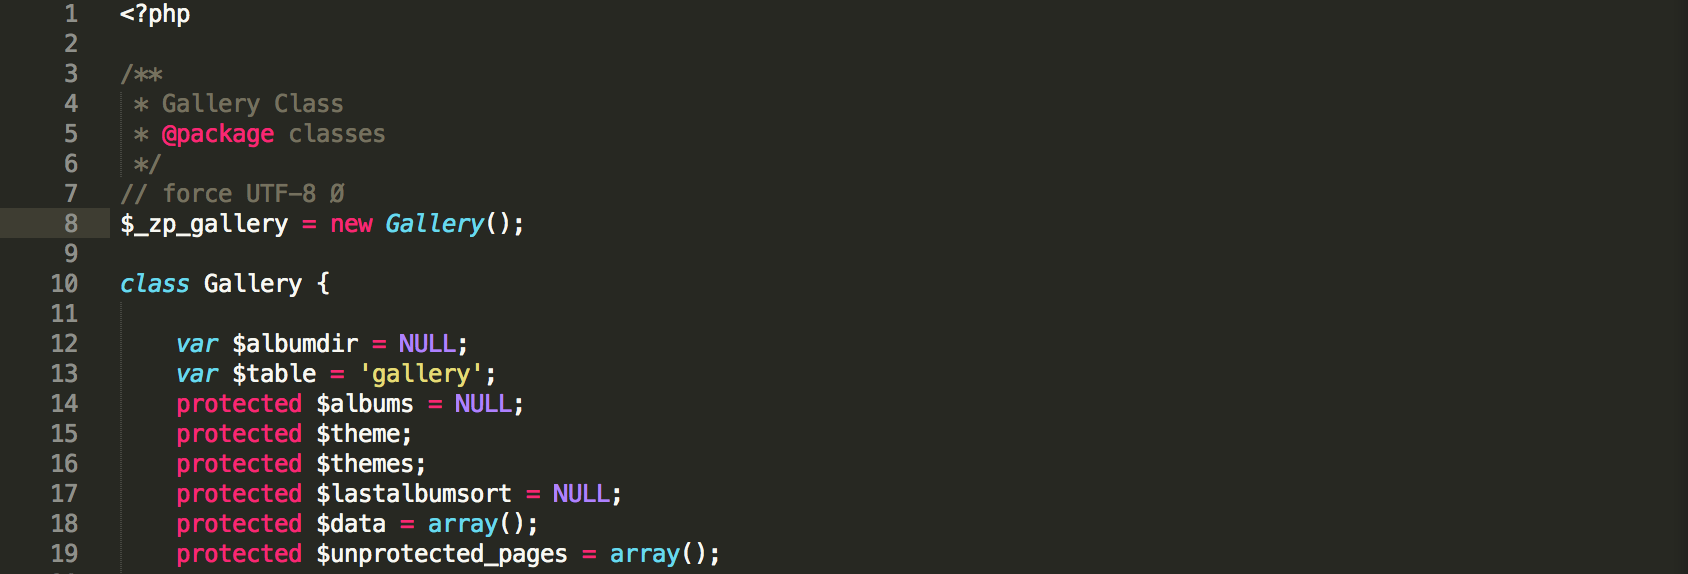 1 <?php
2
3 /**
4 * Gallery Class
5 * @package classes
6 */
7 // force UTF-8 Ø
8 $_zp_gallery = new Gallery();
9
10 class Gallery {
11
12 var $albumdir = NULL;
13 var $table = 'gallery';
14 protected $albums = NULL;
15 protected $theme;
16 protected $themes;
17 protected $lastalbumsort = NULL;
18 protected $data = array();
19 protected $unprotected_pages = array();